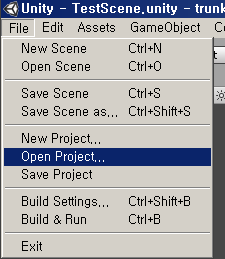 Unity - TestScene.unity - trunk
File Edit Assets GameObject
New Scene Ctrl+N
Open Scene Ctrl+O
Save Scene Ctrl+S
Save Scene as... Ctrl+Shift+S
New Project...
Open Project...
Save Project
Build Settings... Ctrl+Shift+B
Build & Run Ctrl+B
Exit